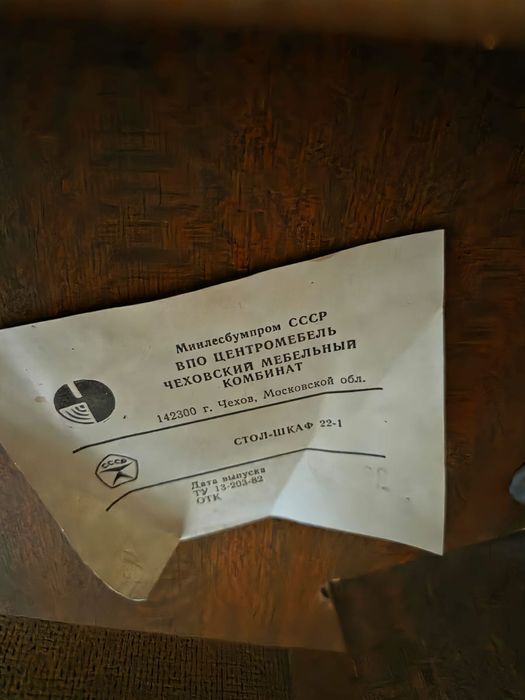 Минлесбумпром СССР
ВПО ЦЕНТРОМЕБЕЛЬ
ЧЕХОВСКИЙ МЕБЕЛЬНЫЙ
КОМБИНАТ
142300 г. Чехов, Московской обл.
СТОЛ-ШКАФ 22-1
СССР
Дата выпуска
ТУ 13-203-82
ОТК